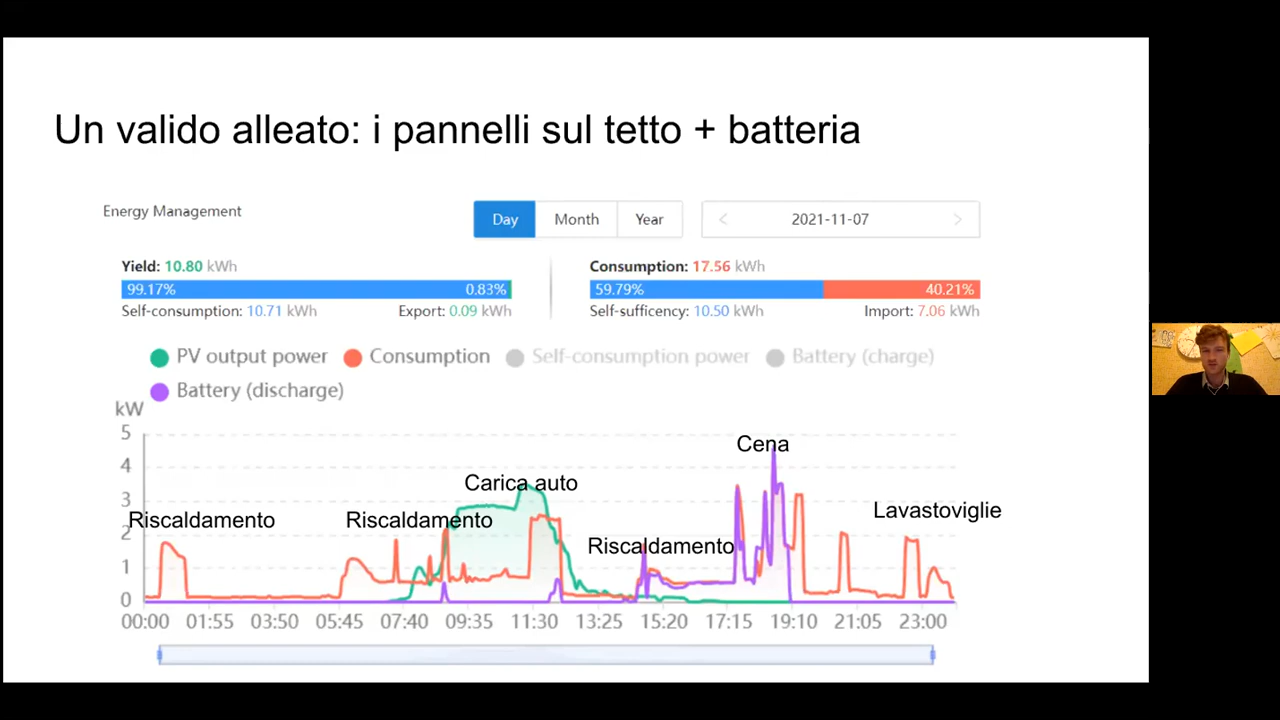 Un valido alleato: i pannelli sul tetto + batteria
Energy Management
Day Month Year
2021-11-07
Yield: 10.80 kWh
99.17% 0.83%
Self-consumption: 10.71 kWh Export: 0.09 kWh
Consumption: 17.56 kWh
59.79% 40.21%
Self-sufficency: 10.50 kWh Import: 7.06 kWh
PV output power Consumption Self-consumption power Battery (charge)
Battery (discharge)
kW
5
4
3
2
1
0
Cena
Carica auto
Riscaldamento
Riscaldamento
Lavastoviglie
Riscaldamento
00:00 01:55 03:50 05:45 07:40 09:35 11:30 13:25 15:20 17:15 19:10 21:05 23:00